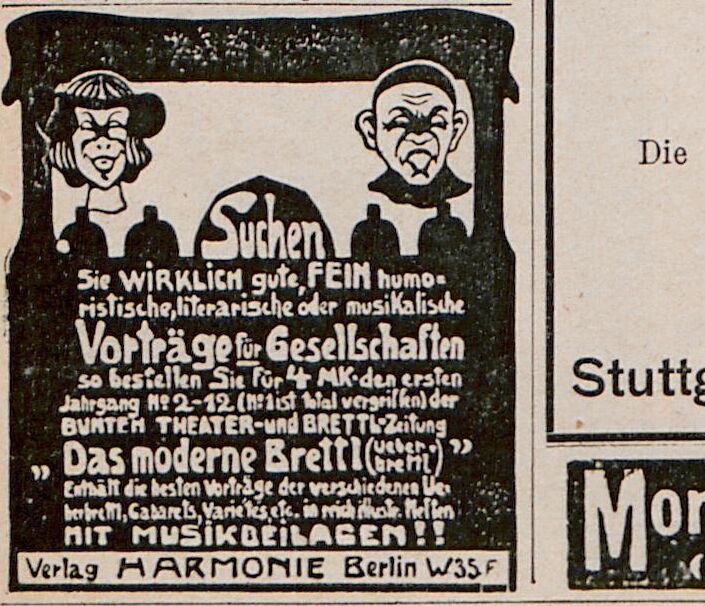 Suchen
Sie WIRKLICH gute, FEIN humo-
ristische, literarische oder musikalische
Vorträge für Gesellschaften
so bestellen Sie für 4 MK. den ersten
Jahrgang No 2-12 (No 1 ist total vergriffen) der
BUNTEN THEATER- und BRETTL-Zeitung
„Das moderne Brettl (Ueber-brettl)”
Enthält die besten Vorträge der verschiedenen Ue-
berbrettl, Cabarets, Varietes, etc. in reich illustr. Heften
MIT MUSIKBEILAGEN!!
Verlag HARMONIE Berlin W35 F
Die
Stuttg
Mor